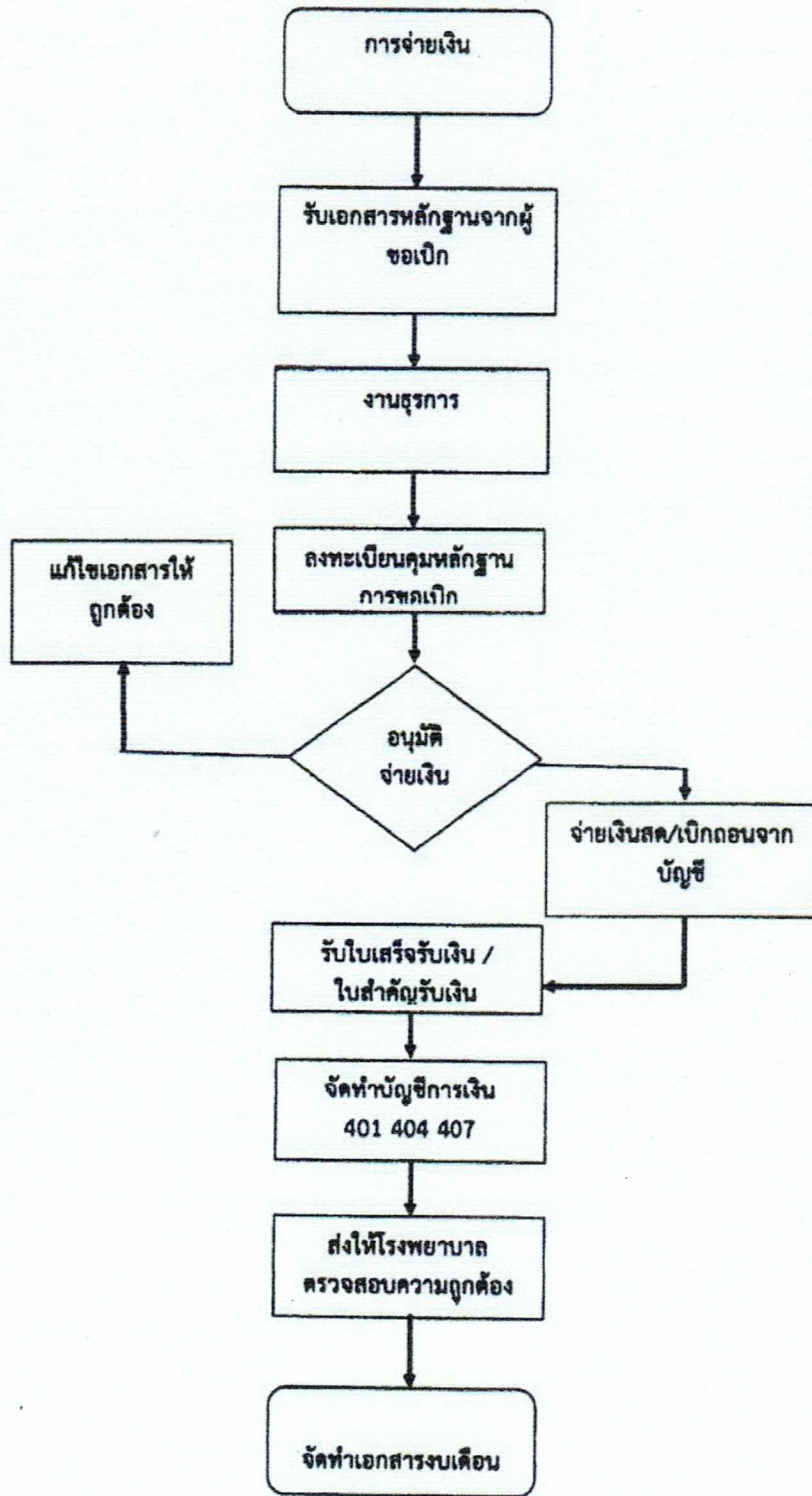 การจ่ายเงิน
รับเอกสารหลักฐานจากผู้
ขอเบิก
งานธุรการ
ลงทะเบียนคุมหลักฐาน
การขดเบิก
แก้ไขเอกสารให้
ถูกต้อง
อนุมัติ
จ่ายเงิน
จ่ายเงินสด/เบิกถอนจาก
บัญชี
รับใบเสร็จรับเงิน /
ใบสำคัญรับเงิน
จัดทำบัญชีการเงิน
401 404 407
ส่งให้โรงพยาบาล
ตรวจสอบความถูกต้อง
จัดทำเอกสารงบเดือน